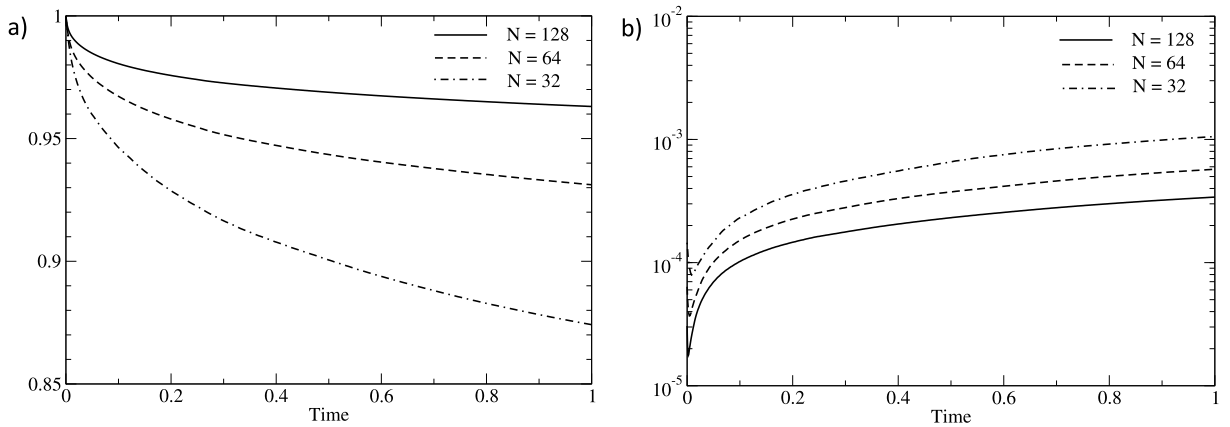 a)
1
0.95
0.9
0.85
N = 128
N = 64
N = 32
0 0.2 0.4 0.6 0.8 1
Time
b)
10^-2
10^-3
10^-4
10^-5
N = 128
N = 64
N = 32
0 0.2 0.4 0.6 0.8 1
Time